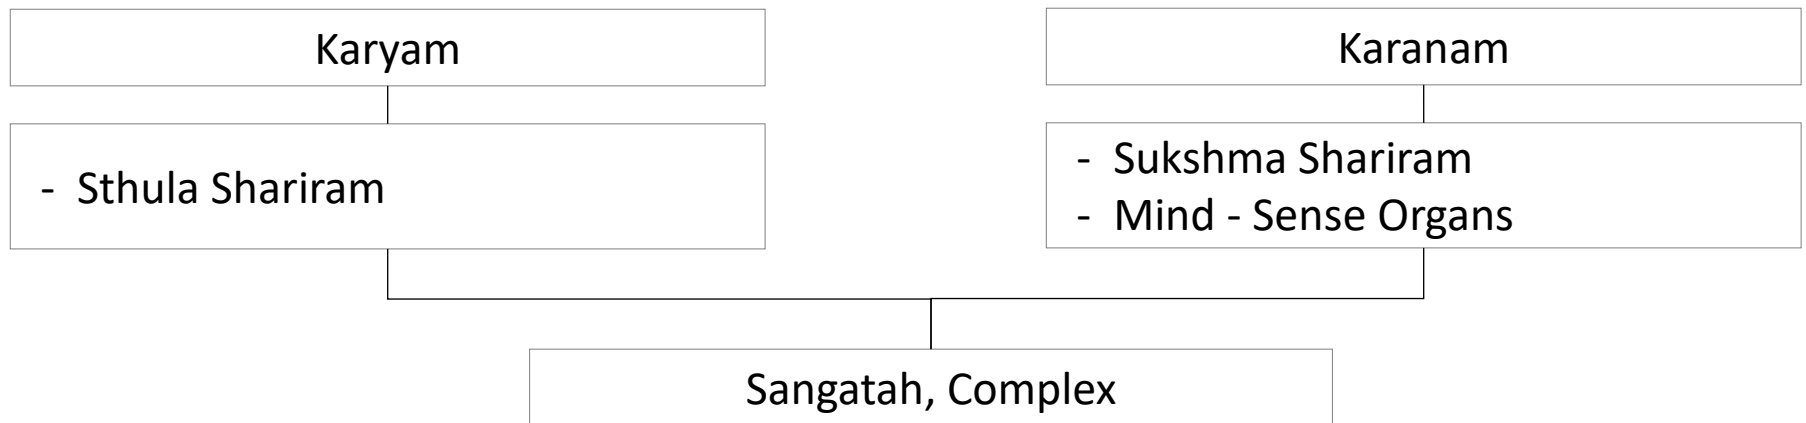 Karyam
Karanam
- Sthula Shariram
- Sukshma Shariram
- Mind - Sense Organs
Sangatah, Complex